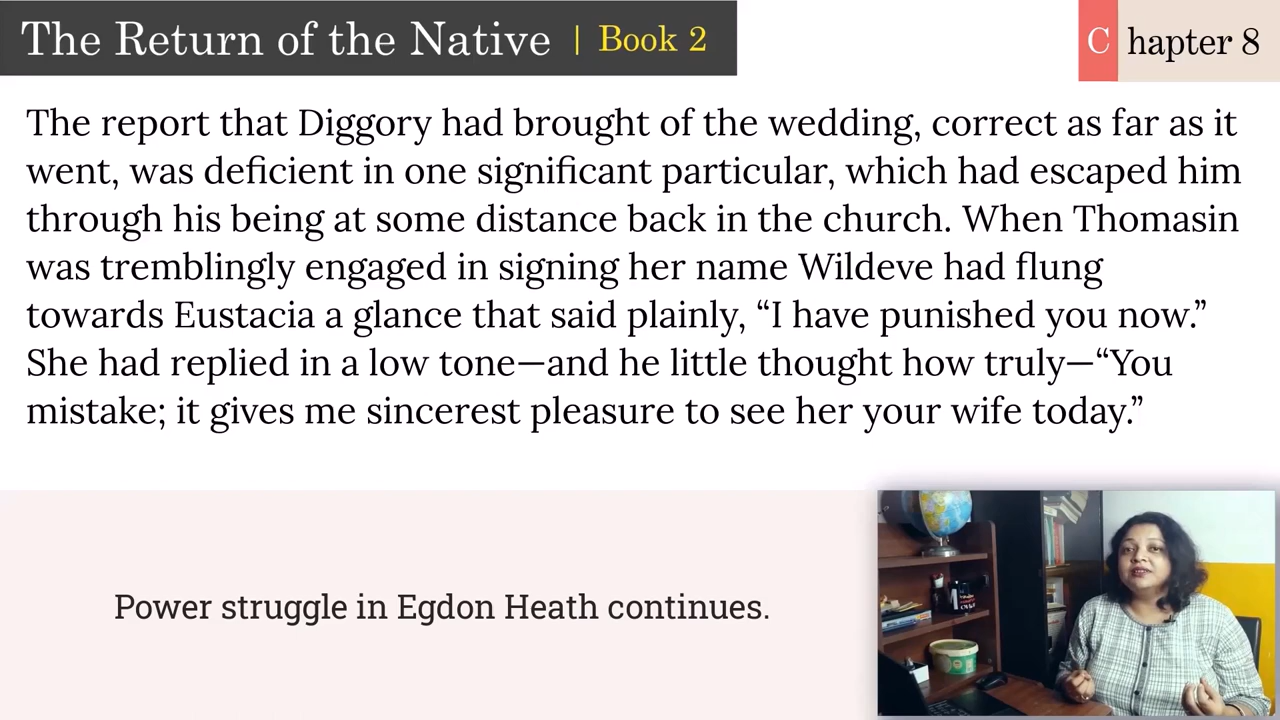 The Return of the Native | Book 2
Chapter 8
The report that Diggory had brought of the wedding, correct as far as it
went, was deficient in one significant particular, which had escaped him
through his being at some distance back in the church. When Thomasin
was tremblingly engaged in signing her name Wildeve had flung
towards Eustacia a glance that said plainly, “I have punished you now.”
She had replied in a low tone—and he little thought how truly—“You
mistake; it gives me sincerest pleasure to see her your wife today.”
Power struggle in Egdon Heath continues.